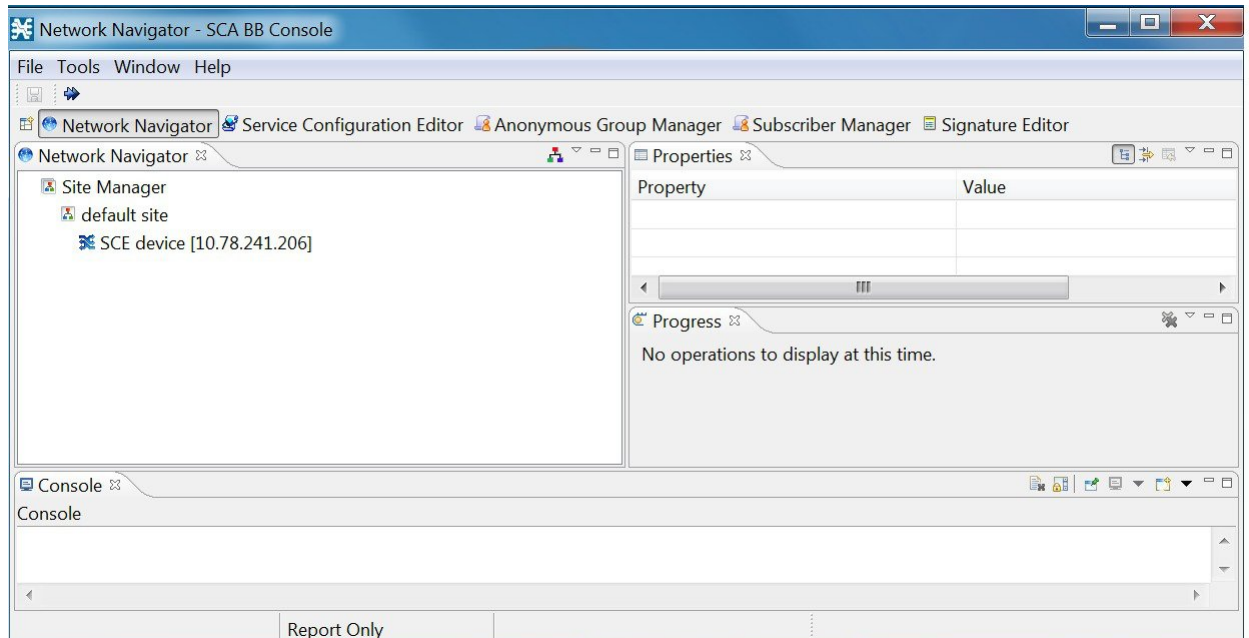 Network Navigator - SCA BB Console
File Tools Window Help
Network Navigator Service Configuration Editor Anonymous Group Manager Subscriber Manager Signature Editor
Network Navigator
Site Manager
default site
SCE device [10.78.241.206]
Properties
Property Value
Progress
No operations to display at this time.
Console
Console
Report Only